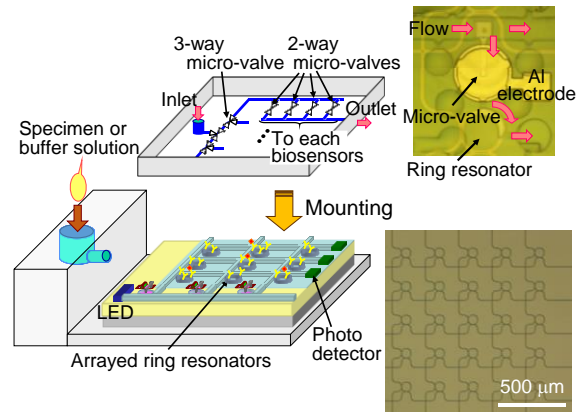 3-way
micro-valve
2-way
micro-valves
Inlet
Outlet
To each
biosensors
Specimen or
buffer solution
Mounting
LED
Photo
detector
Arrayed ring resonators
Flow
Al
electrode
Micro-valve
Ring resonator
500 μm